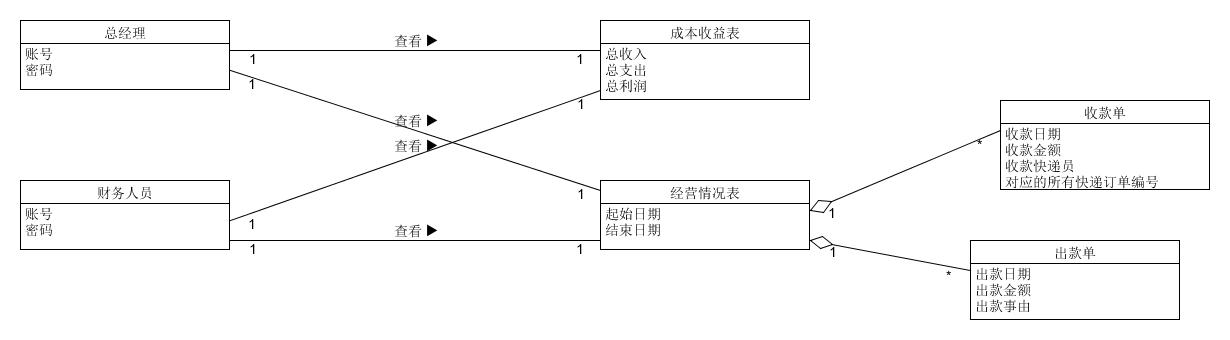 总经理
账号
密码
查看 ▶
1
1
1
成本收益表
总收入
总支出
总利润
1
查看 ▶
查看 ▶
财务人员
账号
密码
1
1
查看 ▶
1
1
经营情况表
起始日期
结束日期
1
1
收款单
收款日期
收款金额
收款快递员
对应的所有快递订单编号
*
出款单
出款日期
出款金额
出款事由
*